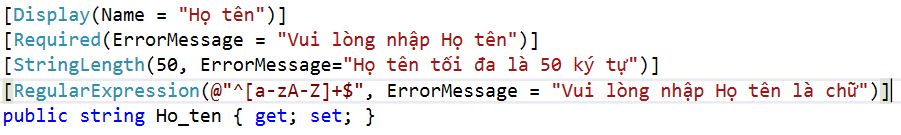 [Display(Name = "Họ tên")]
[Required(ErrorMessage = "Vui lòng nhập Họ tên")]
[StringLength(50, ErrorMessage="Họ tên tối đa là 50 ký tự")]
[RegularExpression(@"^[a-zA-Z]+$", ErrorMessage = "Vui lòng nhập Họ tên là chữ")]
public string Ho_ten { get; set; }